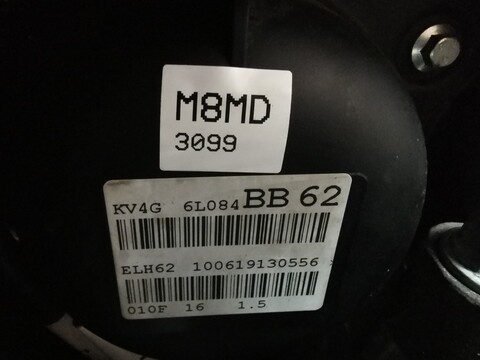 M8MD
3099
KV4G 6L084 BB 62
ELH62 100619130556
010F 16 1.5